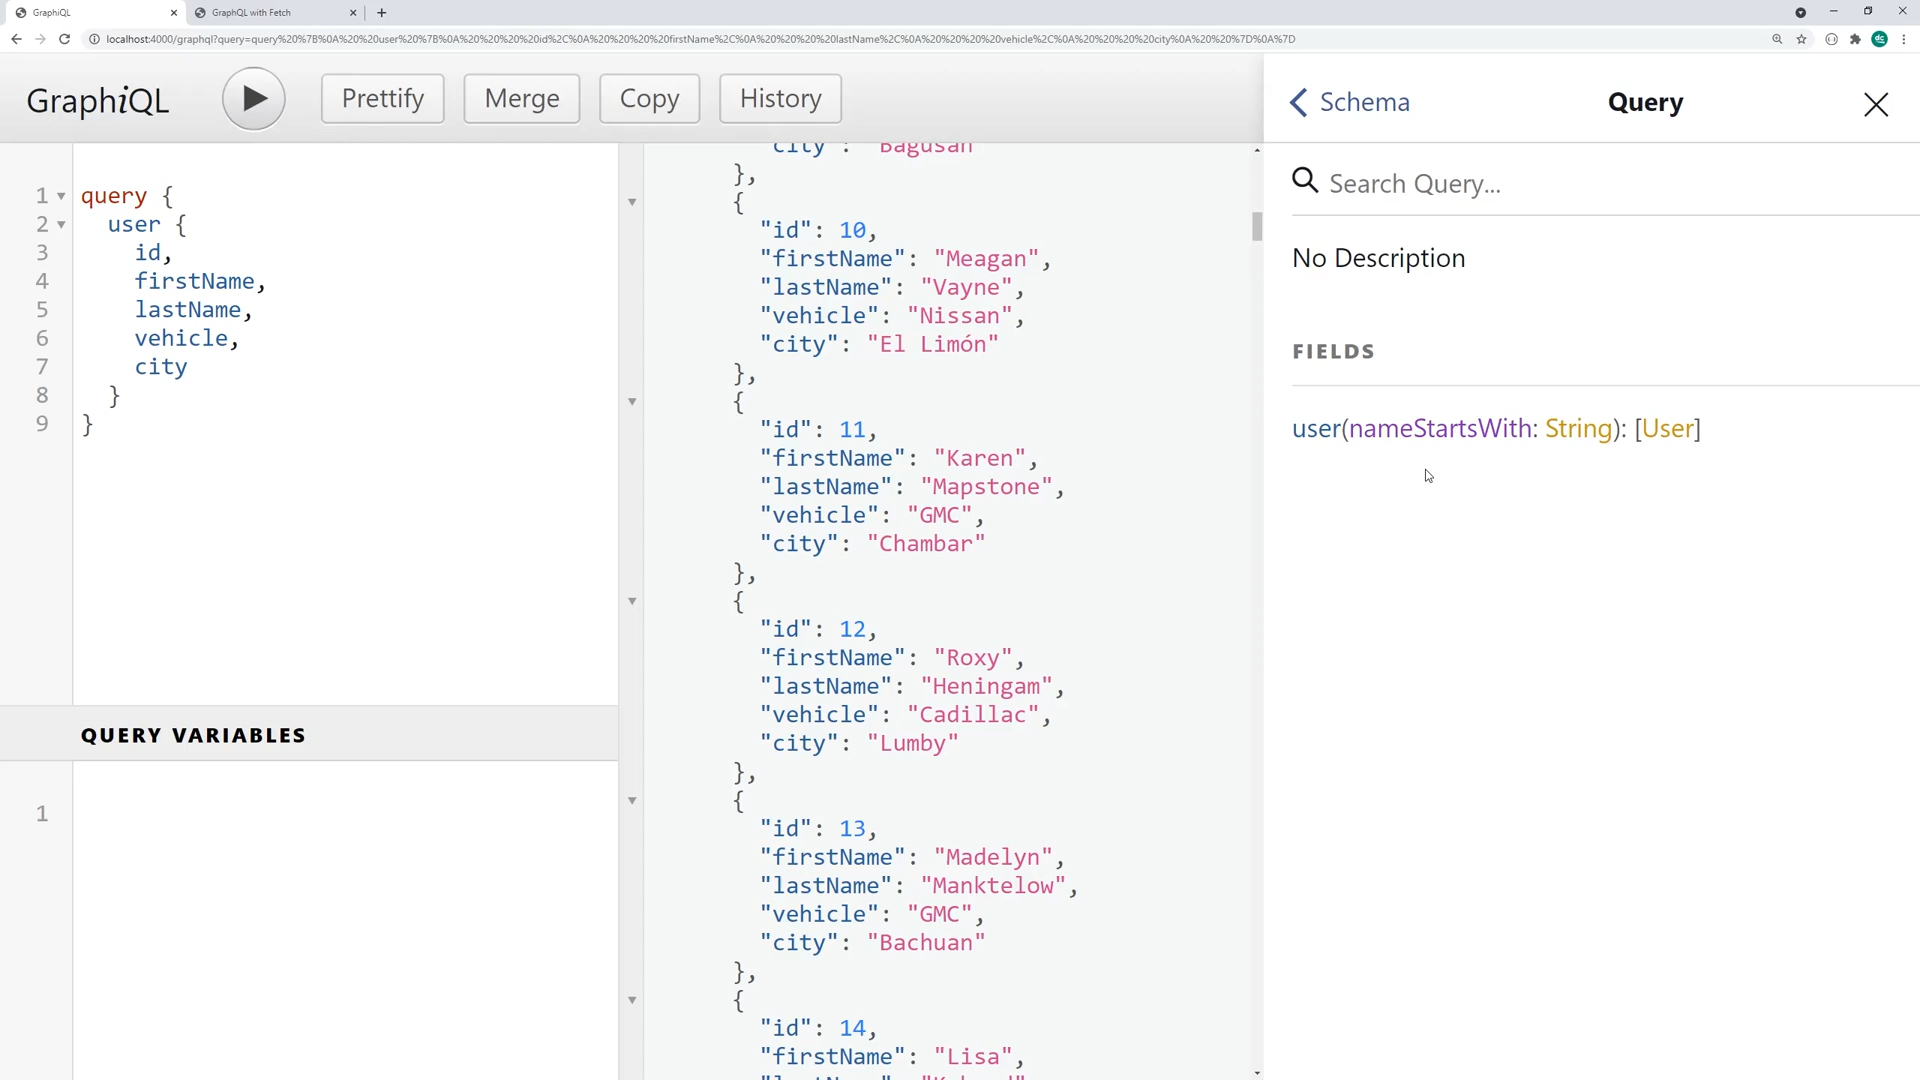 GraphiQL
GraphQL with Fetch
localhost:4000/graphql?query=query%20%7B%0A%20%20user%20%7B%0A%20%20%20%20id%2C%0A%20%20%20%20firstName%2C%0A%20%20%20%20lastName%2C%0A%20%20%20%20vehicle%2C%0A%20%20%20%20city%0A%20%20%7D%0A%7D
GraphiQL
Prettify
Merge
Copy
History
1 query {
2 user {
3 id,
4 firstName,
5 lastName,
6 vehicle,
7 city
8 }
9 }
QUERY VARIABLES
1
"city": "Bagusan"
},
{
"id": 10,
"firstName": "Meagan",
"lastName": "Vayne",
"vehicle": "Nissan",
"city": "El Limón"
},
{
"id": 11,
"firstName": "Karen",
"lastName": "Mapstone",
"vehicle": "GMC",
"city": "Chambar"
},
{
"id": 12,
"firstName": "Roxy",
"lastName": "Heningam",
"vehicle": "Cadillac",
"city": "Lumby"
},
{
"id": 13,
"firstName": "Madelyn",
"lastName": "Manktelow",
"vehicle": "GMC",
"city": "Bachuan"
},
{
"id": 14,
"firstName": "Lisa",
Schema
Query
Search Query...
No Description
FIELDS
user(nameStartsWith: String): [User]